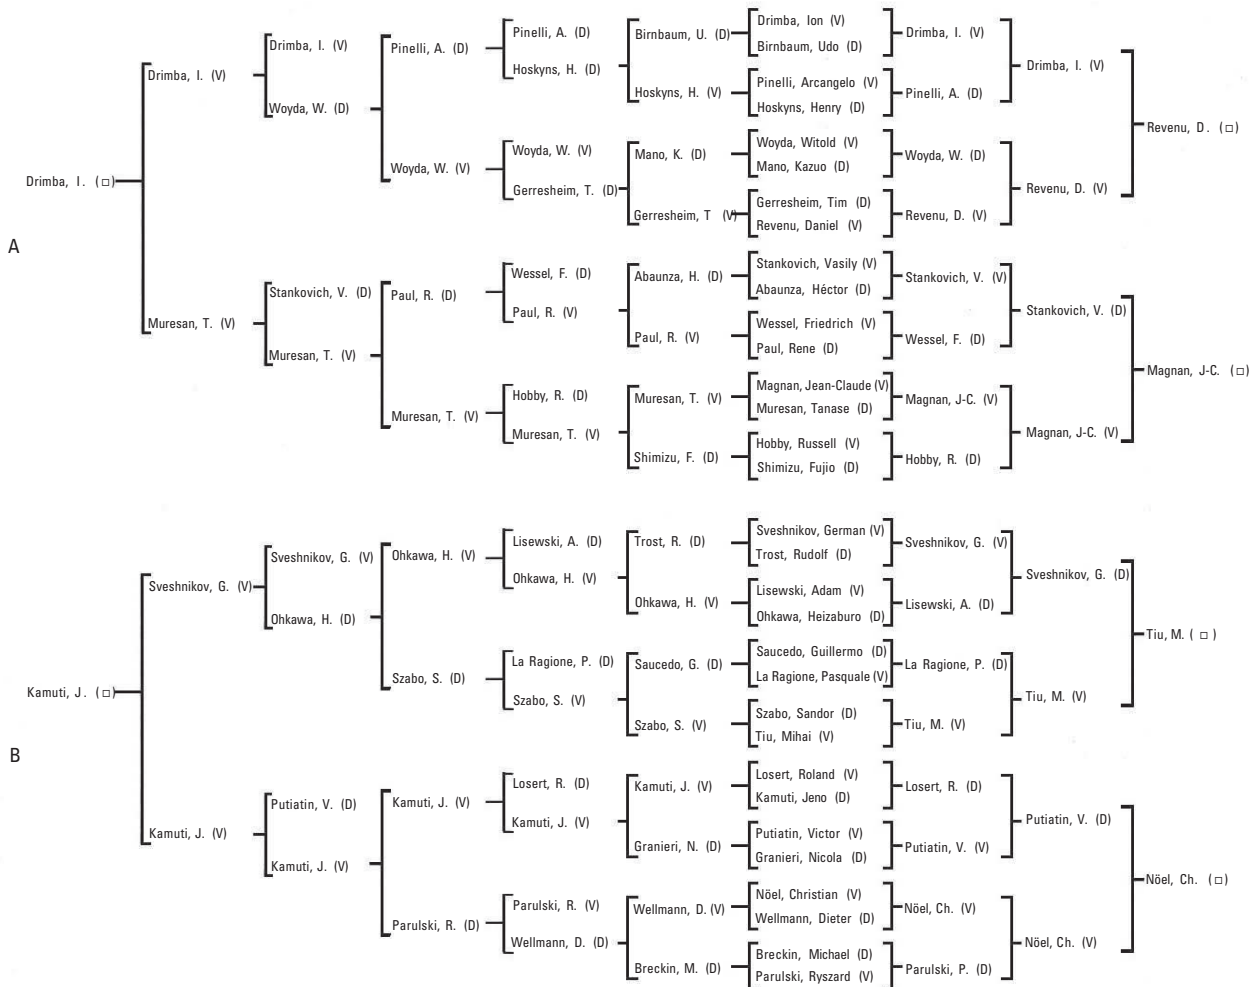 A
Drimba, I. (□)
Drimba, I. (V)
Muresan, T. (V)
Drimba, I. (V)
Woyda, W. (D)
Stankovich, V. (D)
Muresan, T. (V)
Pinelli, A. (D)
Woyda, W. (V)
Paul, R. (D)
Muresan, T. (V)
Pinelli, A. (D)
Hoskyns, H. (D)
Woyda, W. (V)
Gerresheim, T. (D)
Wessel, F. (D)
Paul, R. (V)
Hobby, R. (D)
Muresan, T. (V)
Birnbaum, U. (D)
Hoskyns, H. (V)
Mano, K. (D)
Gerresheim, T (V)
Abaunza, H. (D)
Paul, R. (V)
Muresan, T. (V)
Shimizu, F. (D)
Drimba, Ion (V)
Birnbaum, Udo (D)
Pinelli, Arcangelo (V)
Hoskyns, Henry (D)
Woyda, Witold (V)
Mano, Kazuo (D)
Gerresheim, Tim (D)
Revenu, Daniel (V)
Stankovich, Vasily (V)
Abaunza, Héctor (D)
Wessel, Friedrich (V)
Paul, Rene (D)
Magnan, Jean-Claude (V)
Muresan, Tanase (D)
Hobby, Russell (V)
Shimizu, Fujio (D)
Drimba, I. (V)
Pinelli, A. (D)
Woyda, W. (D)
Revenu, D. (V)
Stankovich, V. (V)
Wessel, F. (D)
Magnan, J-C. (V)
Hobby, R. (D)
Drimba, I. (V)
Revenu, D. (V)
Stankovich, V. (D)
Magnan, J-C. (V)
Revenu, D. (□)
Magnan, J-C. (□)
B
Kamuti, J. (□)
Sveshnikov, G. (V)
Kamuti, J. (V)
Sveshnikov, G. (V)
Ohkawa, H. (D)
Putiatin, V. (D)
Kamuti, J. (V)
Ohkawa, H. (V)
Szabo, S. (D)
Kamuti, J. (V)
Parulski, R. (D)
Lisewski, A. (D)
Ohkawa, H. (V)
La Ragione, P. (D)
Szabo, S. (V)
Losert, R. (D)
Kamuti, J. (V)
Parulski, R. (V)
Wellmann, D. (D)
Trost, R. (D)
Ohkawa, H. (V)
Saucedo, G. (D)
Szabo, S. (V)
Kamuti, J. (V)
Granieri, N. (D)
Wellmann, D. (V)
Breckin, M. (D)
Sveshnikov, German (V)
Trost, Rudolf (D)
Lisewski, Adam (V)
Ohkawa, Heizaburo (D)
Saucedo, Guillermo (D)
La Ragione, Pasquale (V)
Szabo, Sandor (D)
Tiu, Mihai (V)
Losert, Roland (V)
Kamuti, Jeno (D)
Putiatin, Victor (V)
Granieri, Nicola (D)
Nöel, Christian (V)
Wellmann, Dieter (D)
Breckin, Michael (D)
Parulski, Ryszard (V)
Sveshnikov, G. (V)
Lisewski, A. (D)
La Ragione, P. (D)
Tiu, M. (V)
Losert, R. (D)
Putiatin, V. (V)
Nöel, Ch. (V)
Parulski, P. (D)
Sveshnikov, G. (D)
Tiu, M. (V)
Putiatin, V. (D)
Nöel, Ch. (V)
Tiu, M. ( □ )
Nöel, Ch. (□)